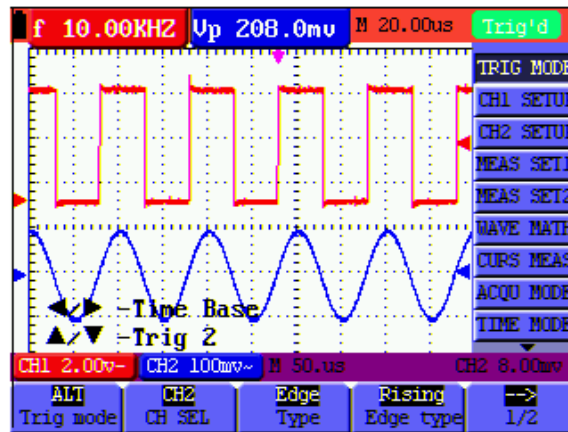 f 10.00KHZ Vp 208.0mv M 20.00us Trig'd
TRIG MODE
CH1 SETUP
CH2 SETUP
MEAS SET1
MEAS SET2
WAVE MATH
CURS MEAS
ACQU MODE
TIME MODE
◀/▶ -Time Base
▲/▼ -Trig 2
CH1 2.00v- CH2 100mv~ M 50.us CH2 8.00mv
ALT CH2 Edge Rising -->
Trig mode CH SEL Type Edge type 1/2